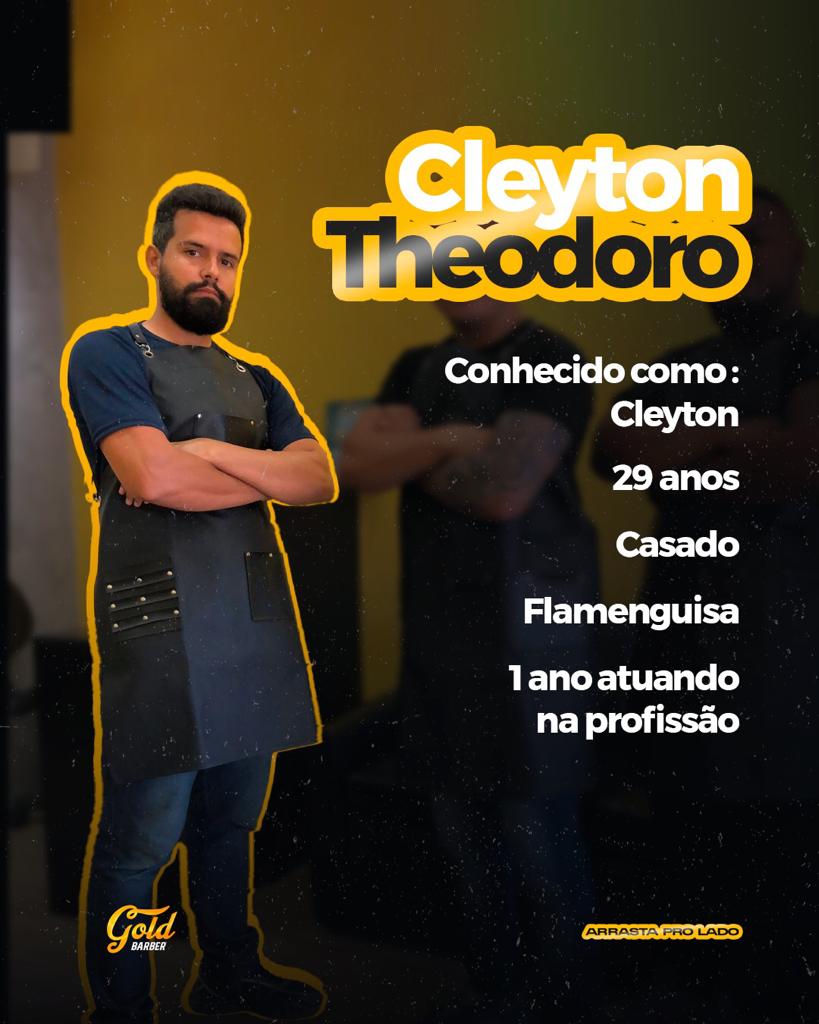 Cleyton
Theodoro
Conhecido como :
Cleyton
29 anos
Casado
Flamenguisa
1 ano atuando
na profissão
Gold
BARBER
ARRASTA PRO LADO